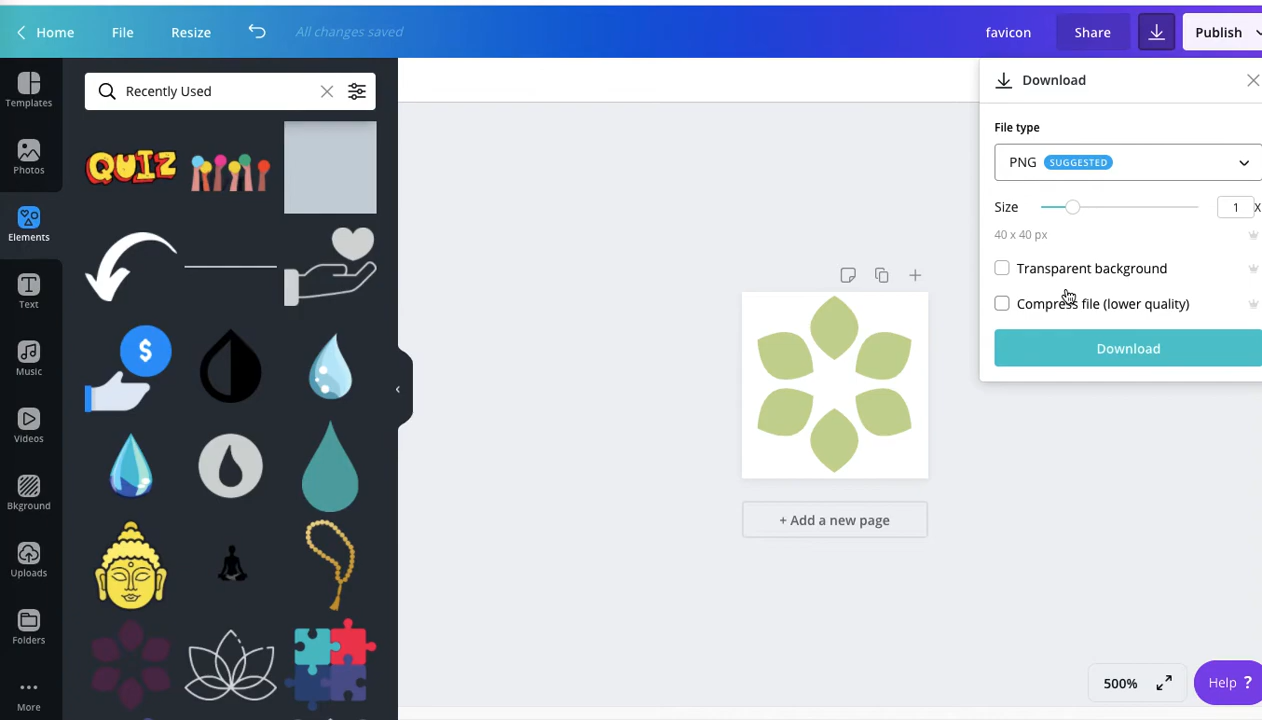 Home File Resize All changes saved favicon Share Publish
Templates
Photos
Elements
Text
Music
Videos
Bkground
Uploads
Folders
More
Recently Used
QUIZ
$
Download
File type
PNG SUGGESTED
Size 1 X
40 x 40 px
Transparent background
Compress file (lower quality)
Download
+ Add a new page
500%
Help ?